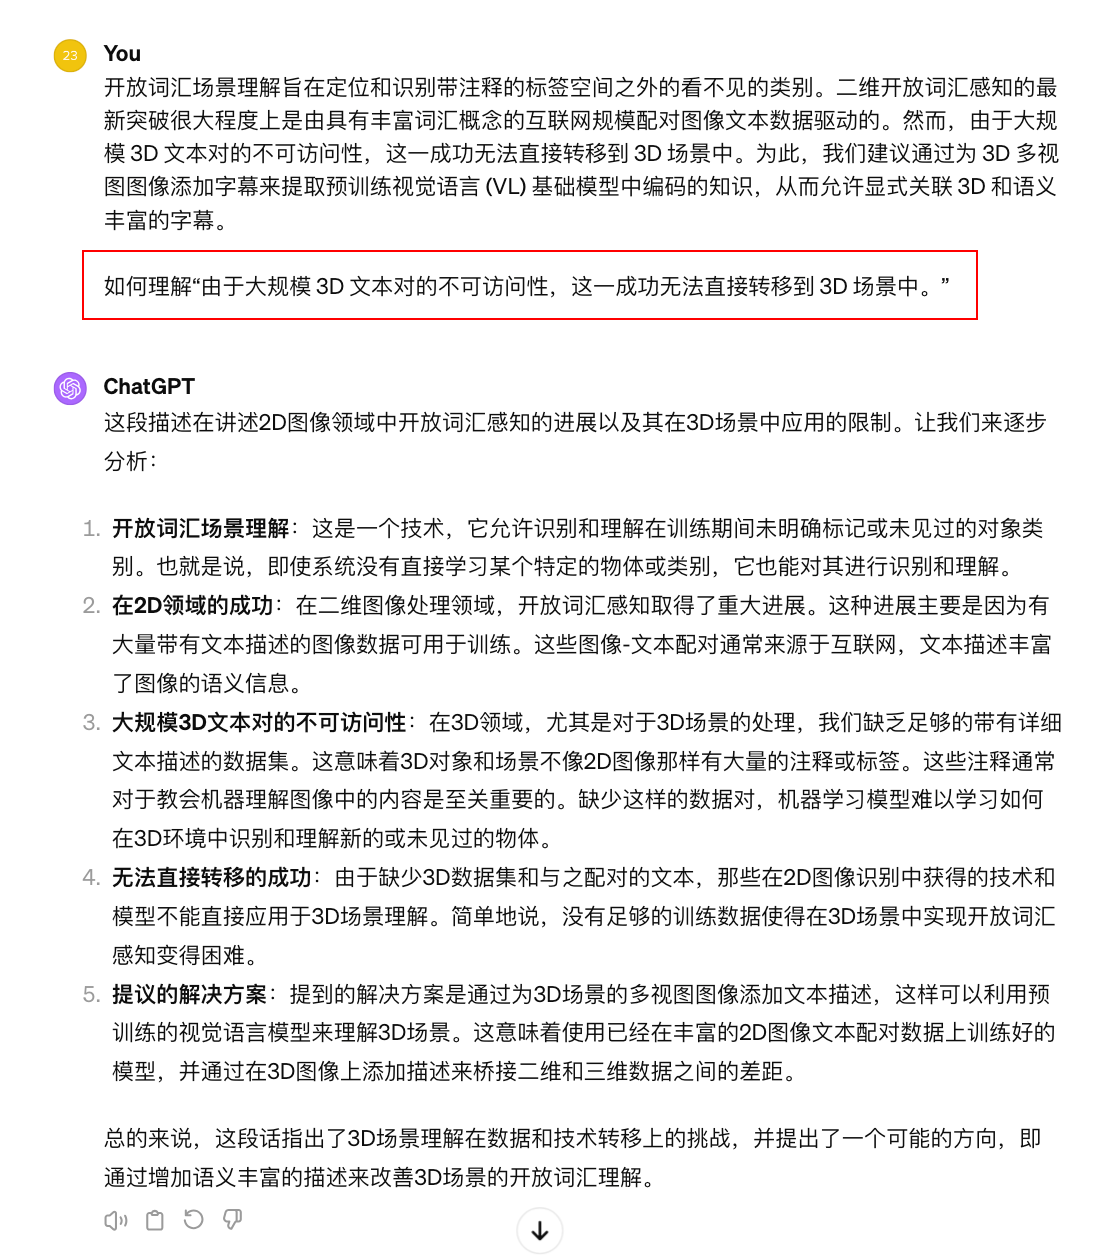 23
You
开放词汇场景理解旨在定位和识别带注释的标签空间之外的看不见的类别。二维开放词汇感知的最
新突破很大程度上是由具有丰富词汇概念的互联网规模配对图像文本数据驱动的。然而，由于大规
模 3D 文本对的不可访问性，这一成功无法直接转移到 3D 场景中。为此，我们建议通过为 3D 多视
图图像添加字幕来提取预训练视觉语言 (VL) 基础模型中编码的知识，从而允许显式关联 3D 和语义
丰富的字幕。
如何理解“由于大规模 3D 文本对的不可访问性，这一成功无法直接转移到 3D 场景中。”
ChatGPT
这段描述在讲述2D图像领域中开放词汇感知的进展以及其在3D场景中应用的限制。让我们来逐步
分析：
1. 开放词汇场景理解：这是一个技术，它允许识别和理解在训练期间未明确标记或未见过的对象类
别。也就是说，即使系统没有直接学习某个特定的物体或类别，它也能对其进行识别和理解。
2. 在2D领域的成功：在二维图像处理领域，开放词汇感知取得了重大进展。这种进展主要是因为有
大量带有文本描述的图像数据可用于训练。这些图像-文本配对通常来源于互联网，文本描述丰富
了图像的语义信息。
3. 大规模3D文本对的不可访问性：在3D领域，尤其是对于3D场景的处理，我们缺乏足够的带有详细
文本描述的数据集。这意味着3D对象和场景不像2D图像那样有大量的注释或标签。这些注释通常
对于教会机器理解图像中的内容是至关重要的。缺少这样的数据对，机器学习模型难以学习如何
在3D环境中识别和理解新的或未见过的物体。
4. 无法直接转移的成功：由于缺少3D数据集和与之配对的文本，那些在2D图像识别中获得的技术和
模型不能直接应用于3D场景理解。简单地说，没有足够的训练数据使得在3D场景中实现开放词汇
感知变得困难。
5. 提议的解决方案：提到的解决方案是通过为3D场景的多视图图像添加文本描述，这样可以利用预
训练的视觉语言模型来理解3D场景。这意味着使用已经在丰富的2D图像文本配对数据上训练好的
模型，并通过在3D图像上添加描述来桥接二维和三维数据之间的差距。
总的来说，这段话指出了3D场景理解在数据和技术转移上的挑战，并提出了一个可能的方向，即
通过增加语义丰富的描述来改善3D场景的开放词汇理解。